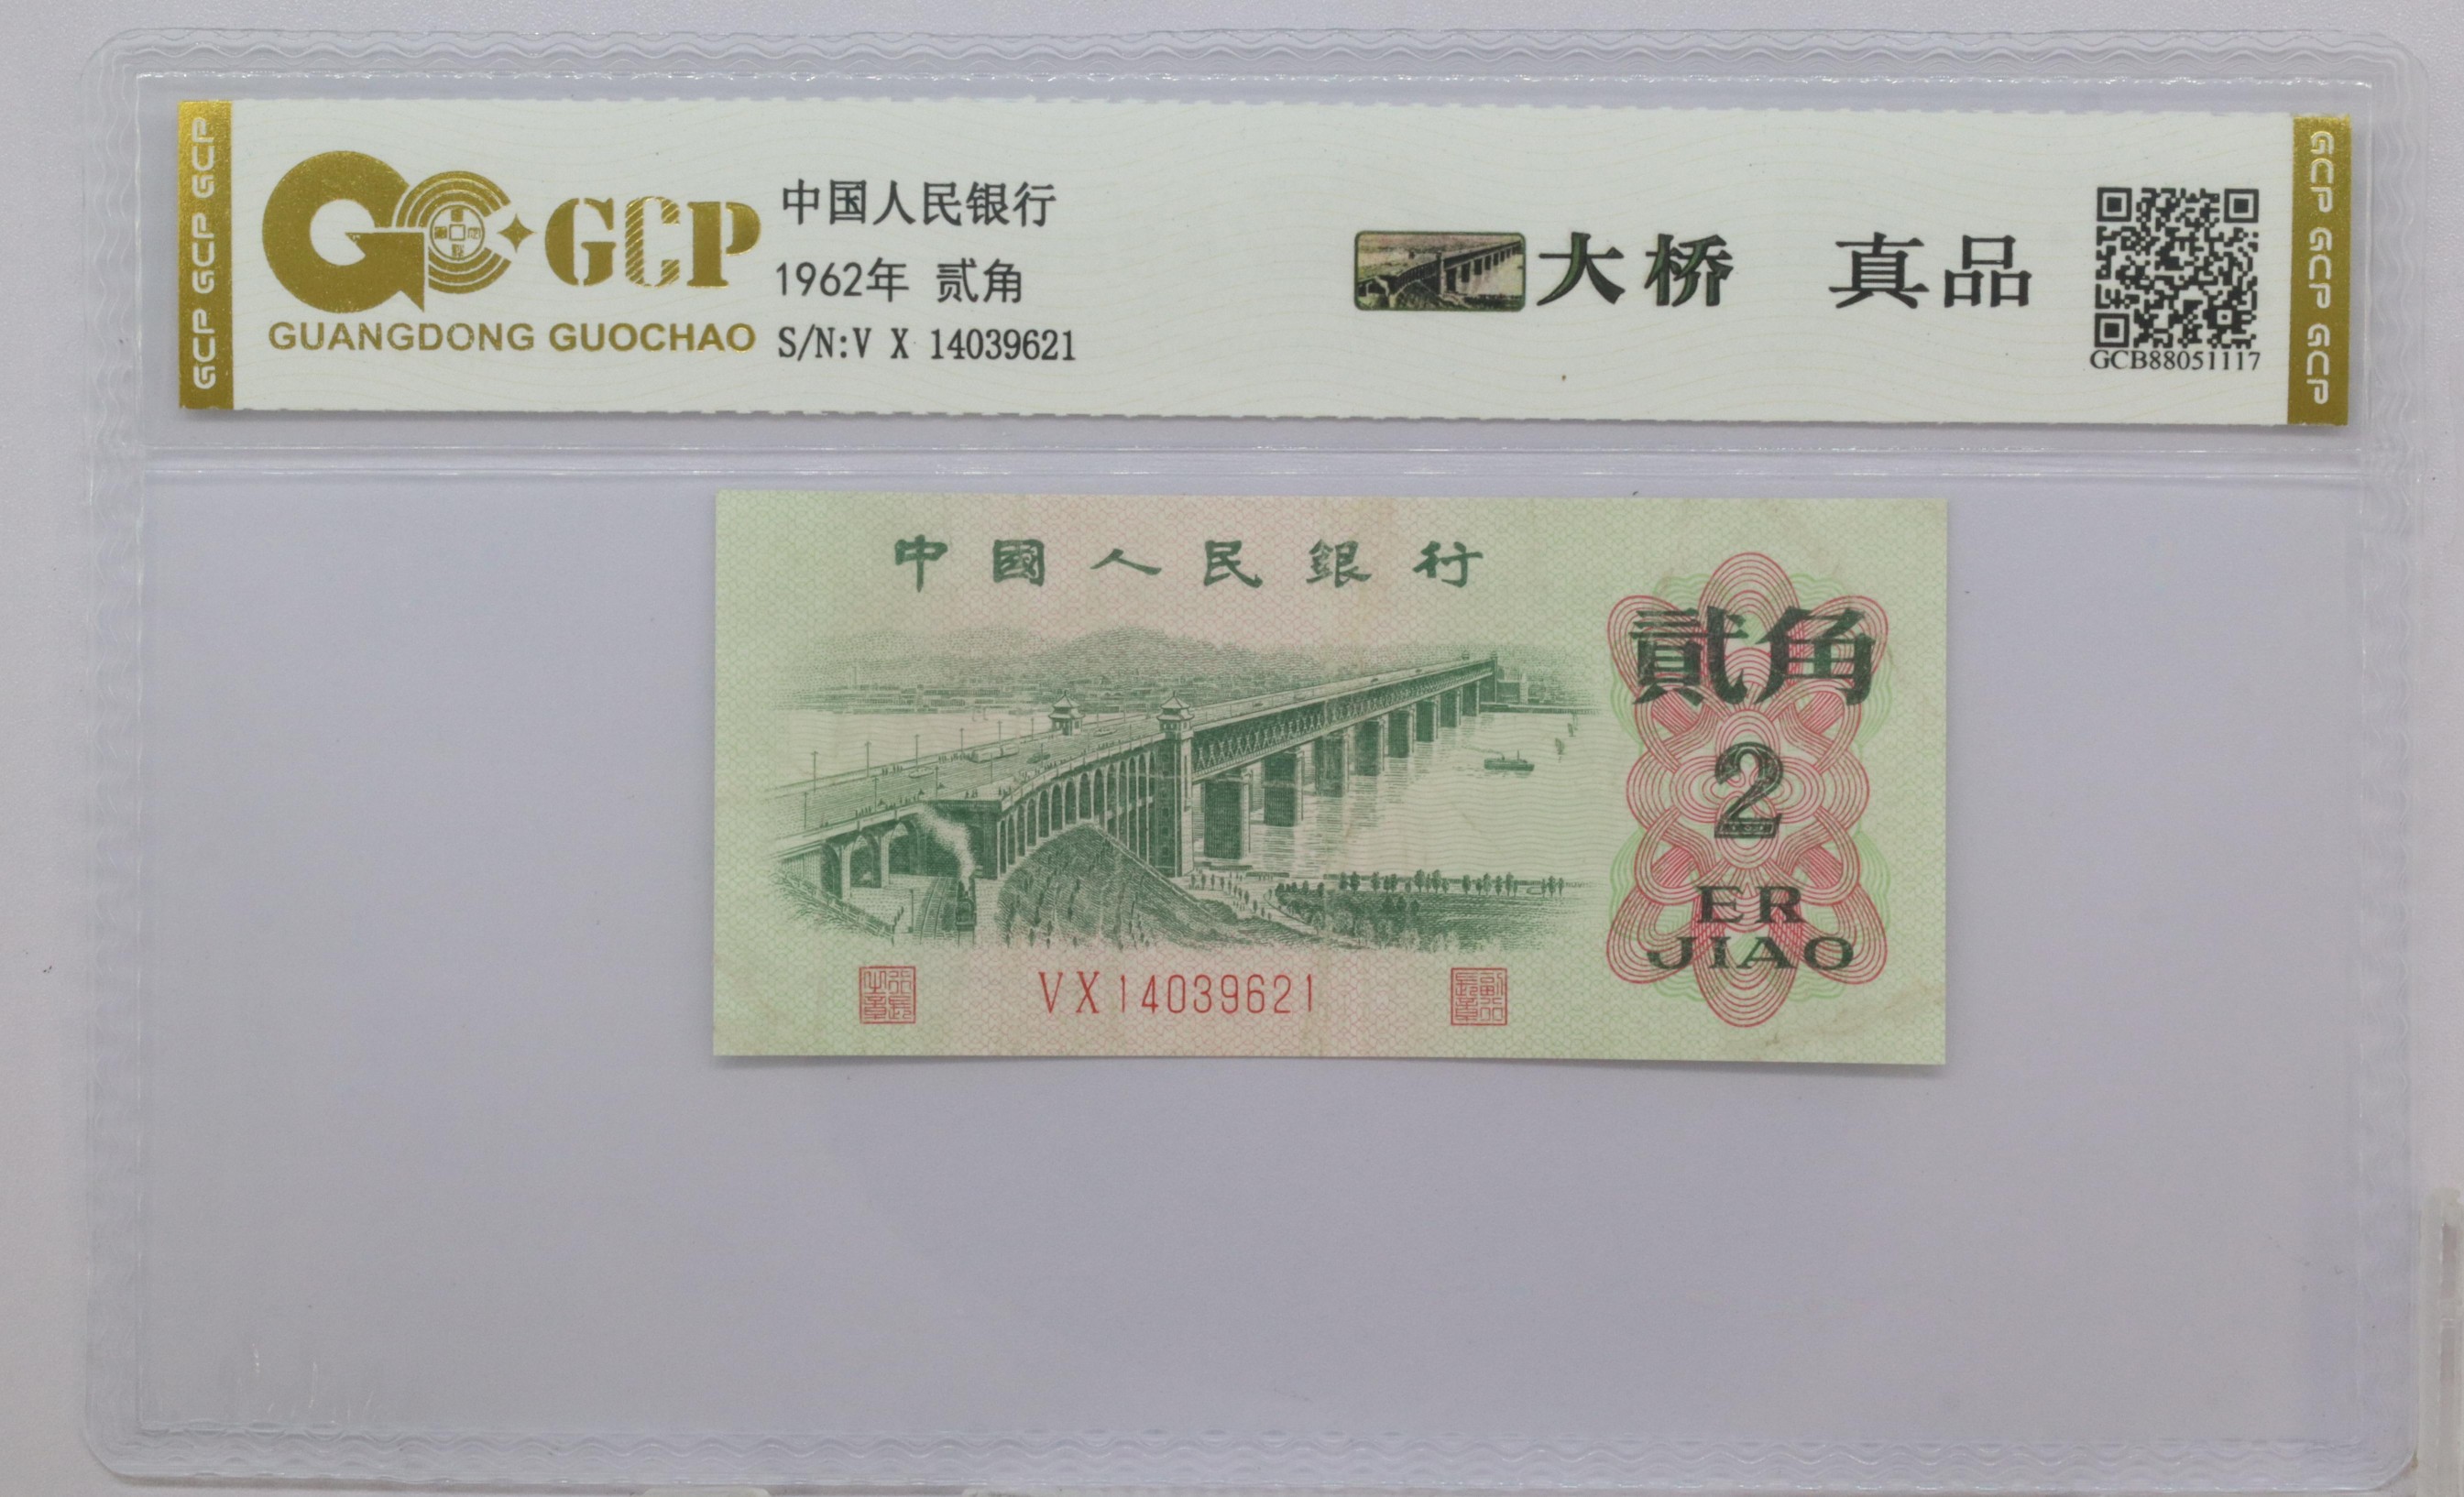 GCP GCP GCP
GCP
GUANGDONG GUOCHAO
中国人民银行
1962年 贰角
S/N:V X 14039621
大桥 真品
GCB88051117
GCP GCP GCP
中國人民銀行
貳角
2
ER
JIAO
VX14039621